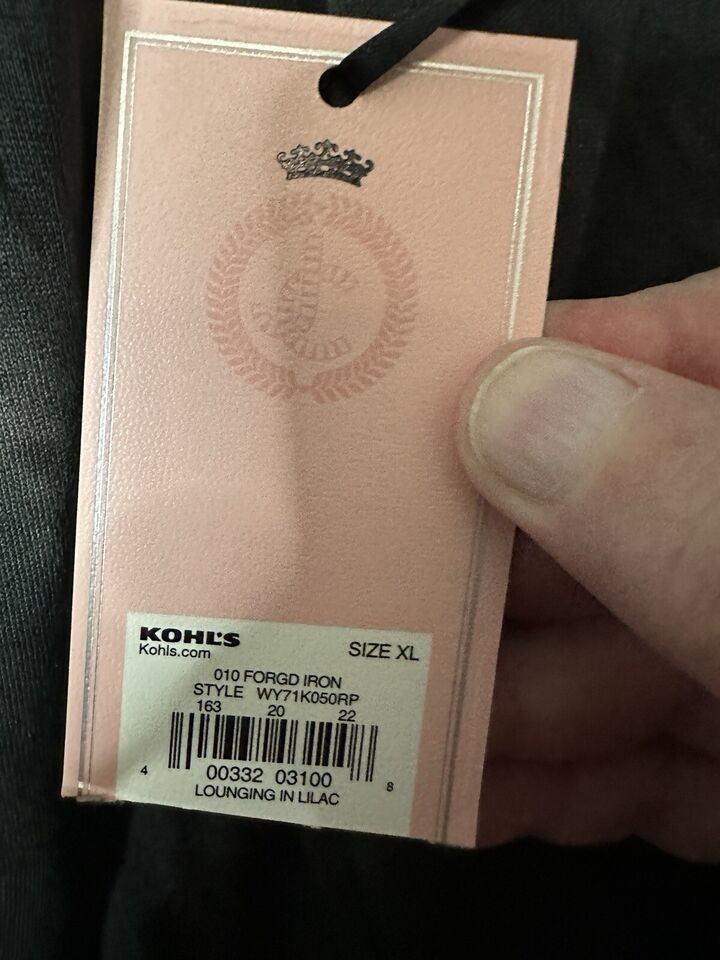 KOHL'S
Kohls.com
SIZE XL
010 FORGD IRON
STYLE WY71K050RP
163 20 22
4 00332 03100 8
LOUNGING IN LILAC